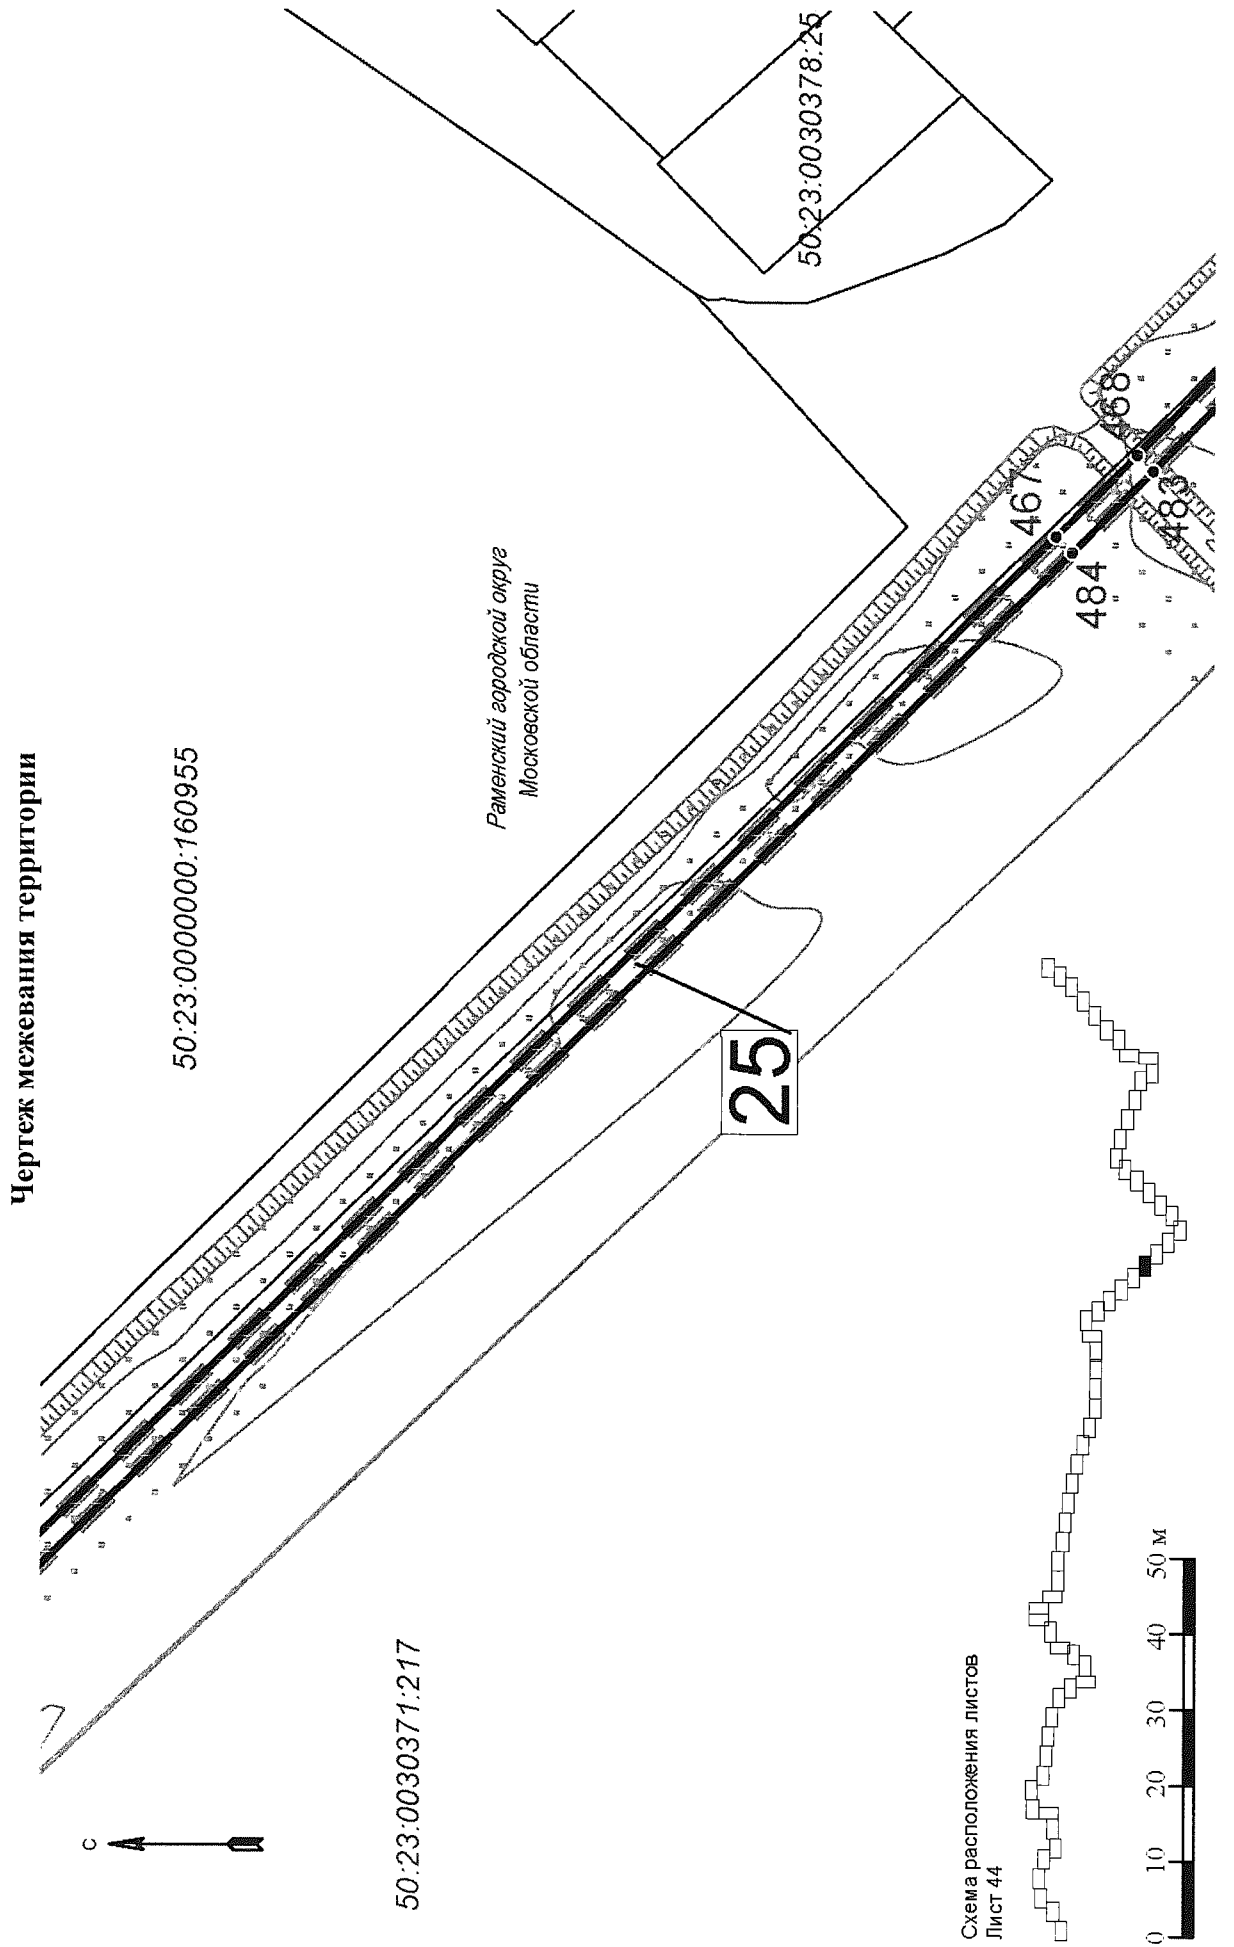 Чертеж межевания территории
50:23:0000000:160955
Раменский городской округ
Московской области
50:23:0030378:25
467
468
484
483
25
с
50:23:0030371:217
Схема расположения листов
Лист 44
0 10 20 30 40 50 м